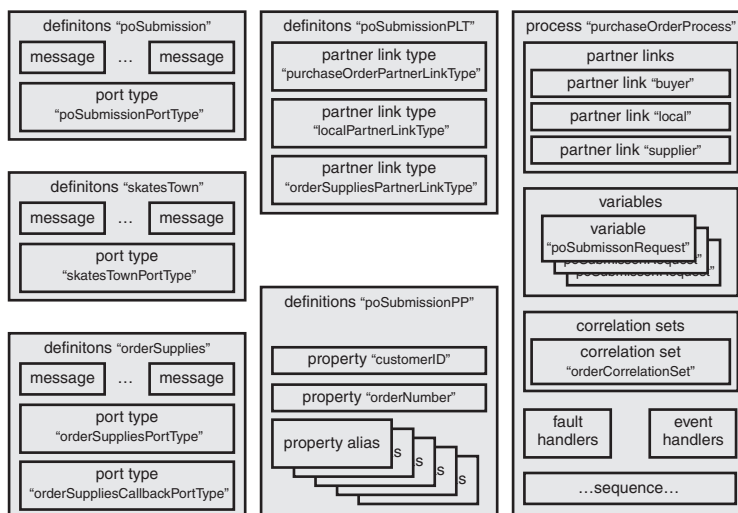 definitons “poSubmission”
message … message
port type
“poSubmissionPortType”
definitons “skatesTown”
message … message
port type
“skatesTownPortType”
definitons “orderSupplies”
message … message
port type
“orderSuppliesPortType”
port type
“orderSuppliesCallbackPortType”
definitons “poSubmissionPLT”
partner link type
“purchaseOrderPartnerLinkType”
partner link type
“localPartnerLinkType”
partner link type
“orderSuppliesPartnerLinkType”
definitions “poSubmissionPP”
property “customerID”
property “orderNumber”
property alias
s
s
s
s
process “purchaseOrderProcess”
partner links
partner link “buyer”
partner link “local”
partner link “supplier”
variables
variable
“poSubmissonRequest”
“poSubmissonRequest”
“poSubmissonRequest”
correlation sets
correlation set
“orderCorrelationSet”
fault
handlers
event
handlers
…sequence…